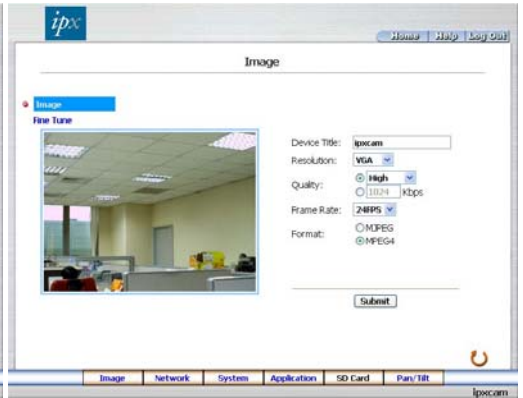 ipx
Home Help Log Out
Image
Image
Fine Tune
Device Title: ipxcam
Resolution: VGA
Quality: High
1024 Kbps
Frame Rate: 24FPS
Format: MJPEG
MPEG4
Submit
Image Network System Application SD Card Pan/Tilt
ipxcam